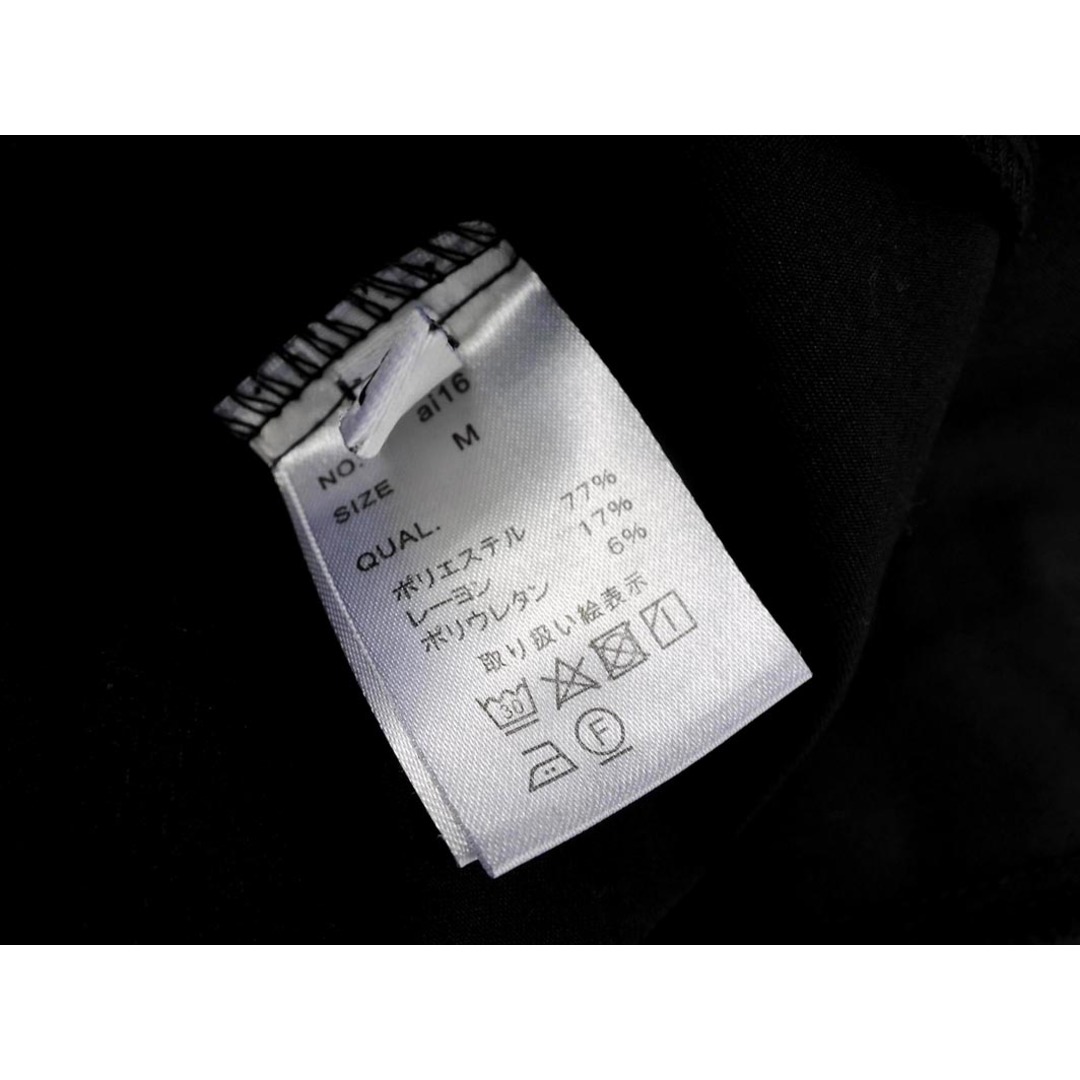 NO. ai16
SIZE M
QUAL.
ポリエステル 77%
レーヨン 17%
ポリウレタン 6%
取り扱い絵表示
30
F